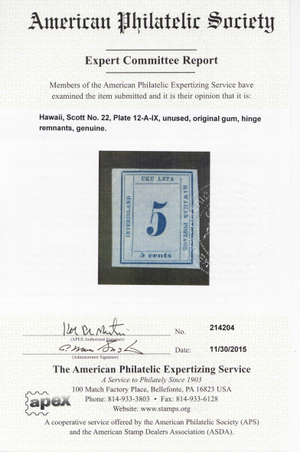 American Philatelic Society
Expert Committee Report
Members of the American Philatelic Expertizing Service have
examined the item submitted and it is their opinion that it is:
Hawaii, Scott No. 22, Plate 12-A-IX, unused, original gum, hinge
remnants, genuine.
UKU LETA
INTERISLAND
5
HAWAIIAN POSTAGE
5 cents
(APEX Authorized Signature)
No. 214204
(Administrator Signature)
Date: 11/30/2015
The American Philatelic Expertizing Service
A Service to Philately Since 1903
100 Match Factory Place, Bellefonte, PA 16823 USA
Phone: 814-933-3803 • Fax: 814-933-6128
Website: www.stamps.org
apex
A cooperative service offered by the American Philatelic Society (APS)
and the American Stamp Dealers Association (ASDA).